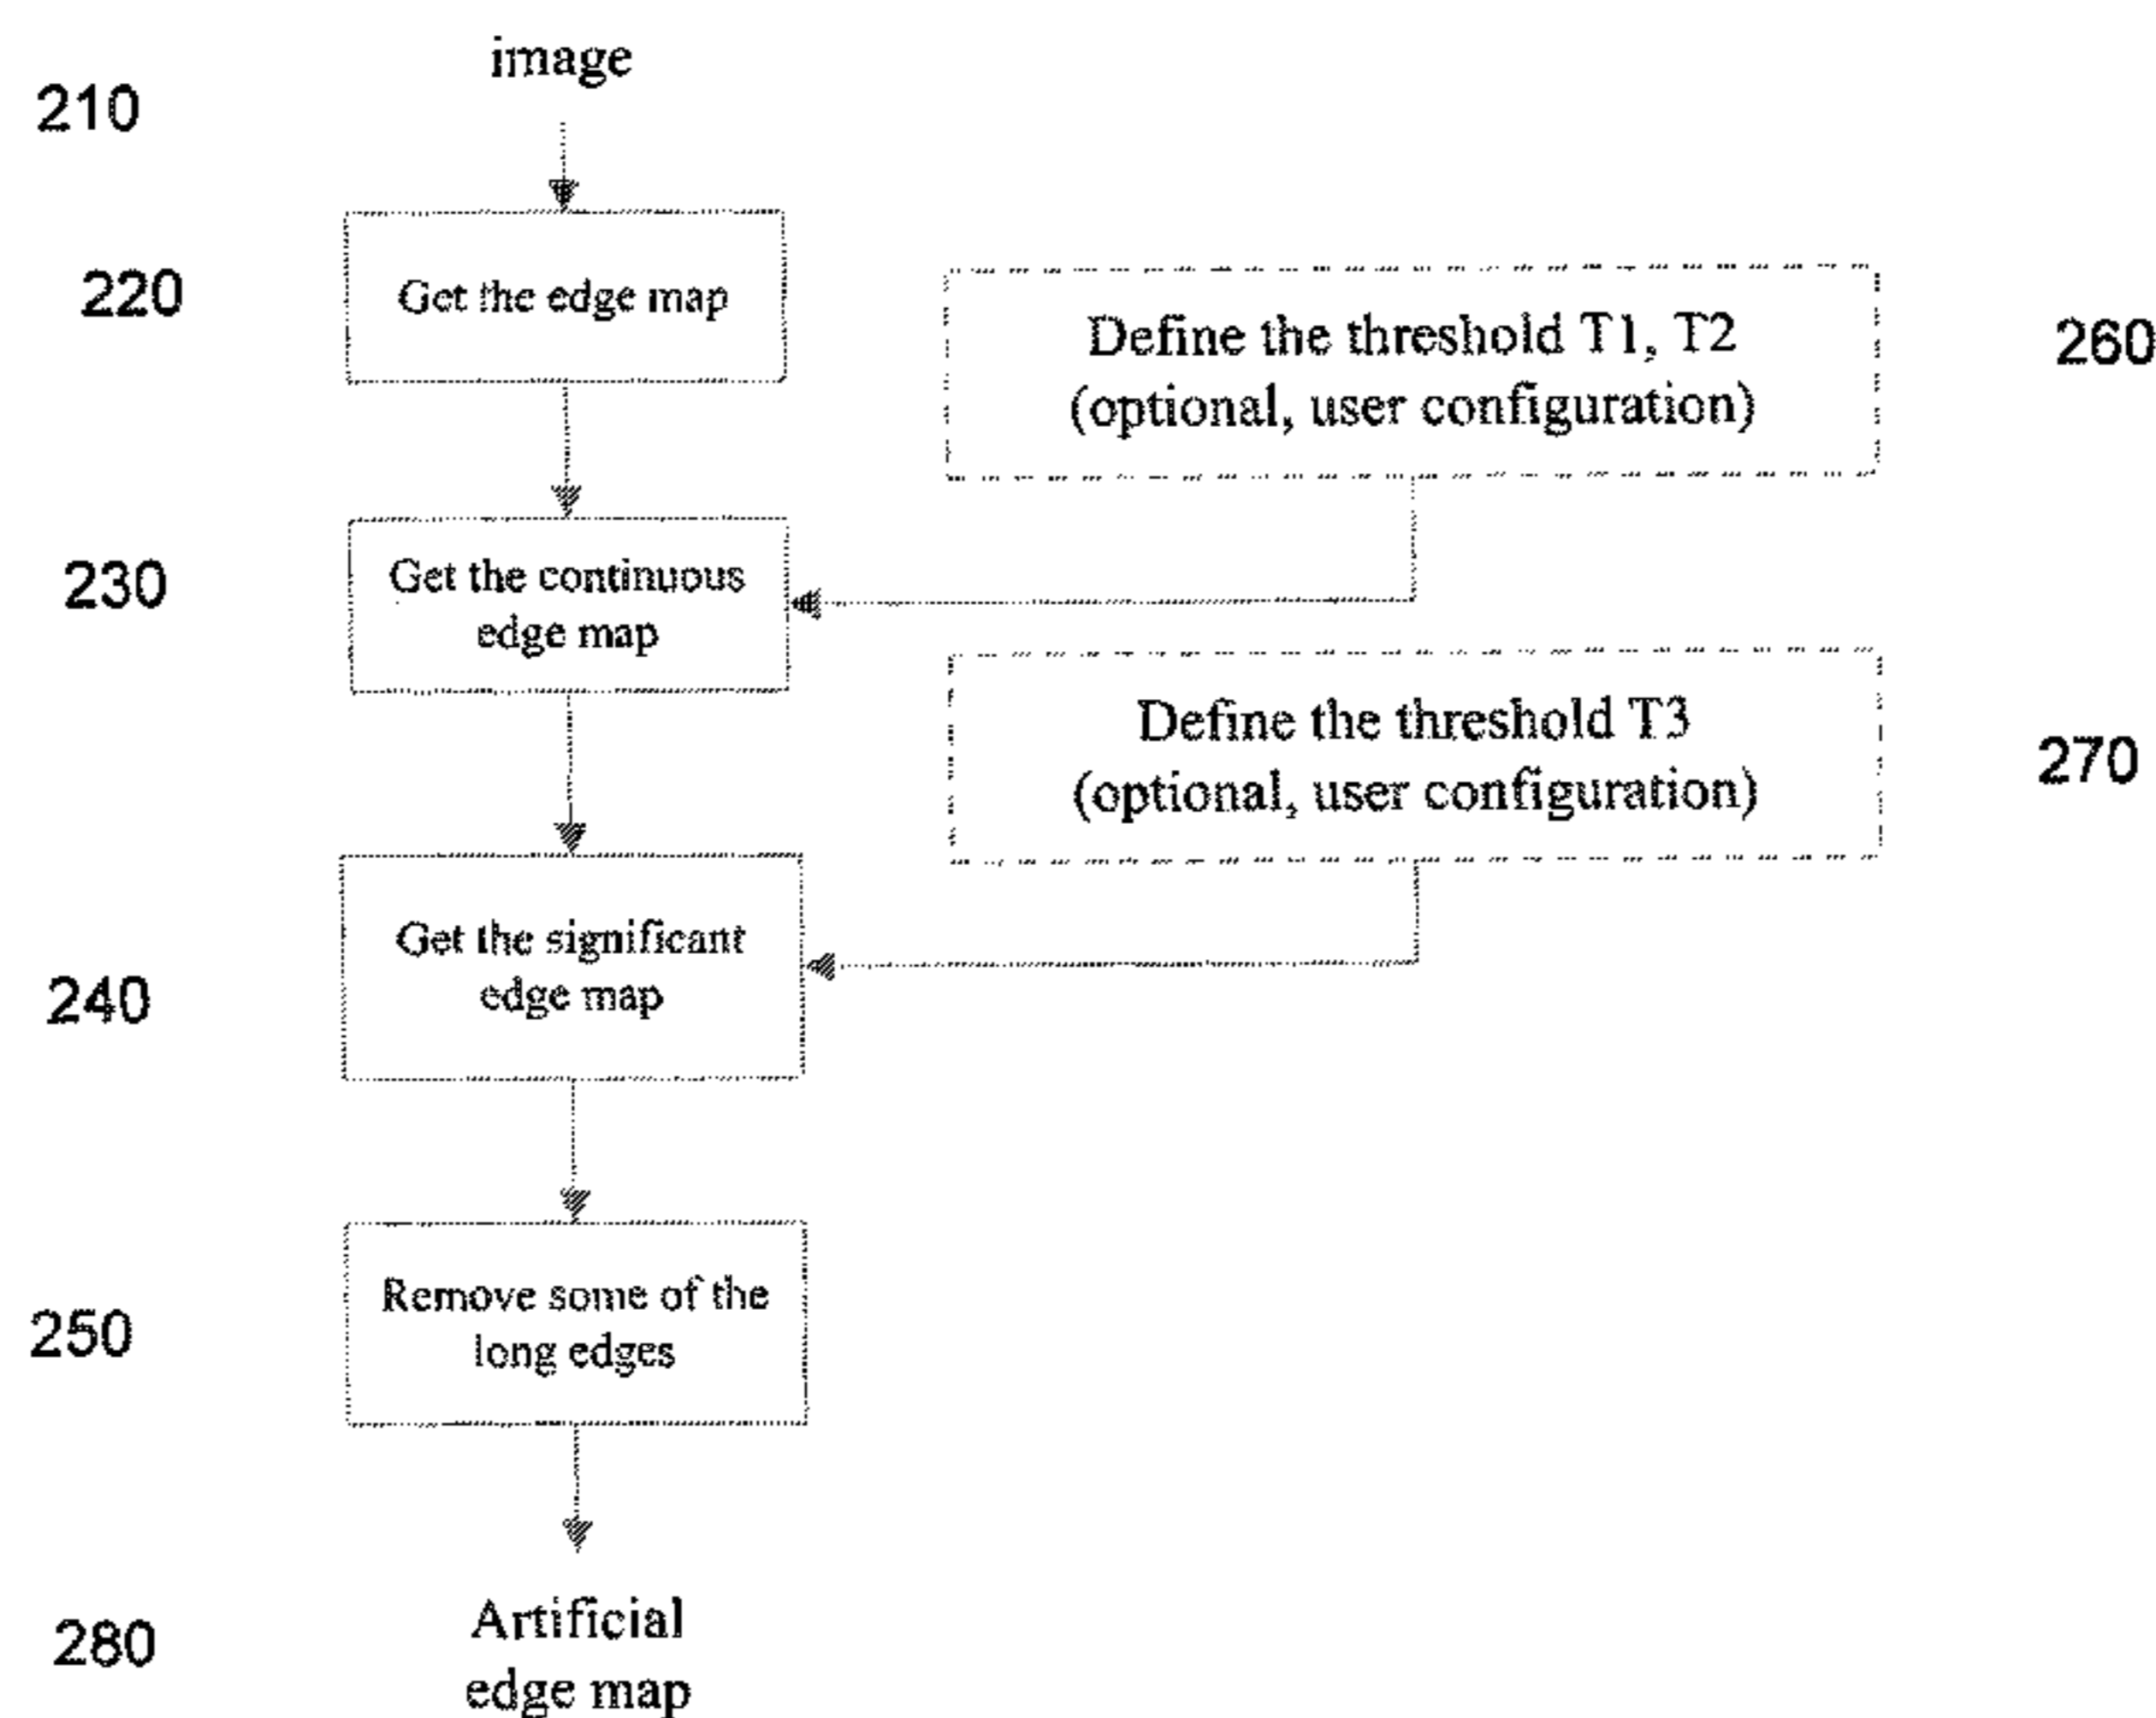 image
210
220
Get the edge map
Define the threshold T1, T2
(optional, user configuration)
260
230
Get the continuous
edge map
Define the threshold T3
(optional, user configuration)
270
240
Get the significant
edge map
250
Remove some of the
long edges
280
Artificial
edge map